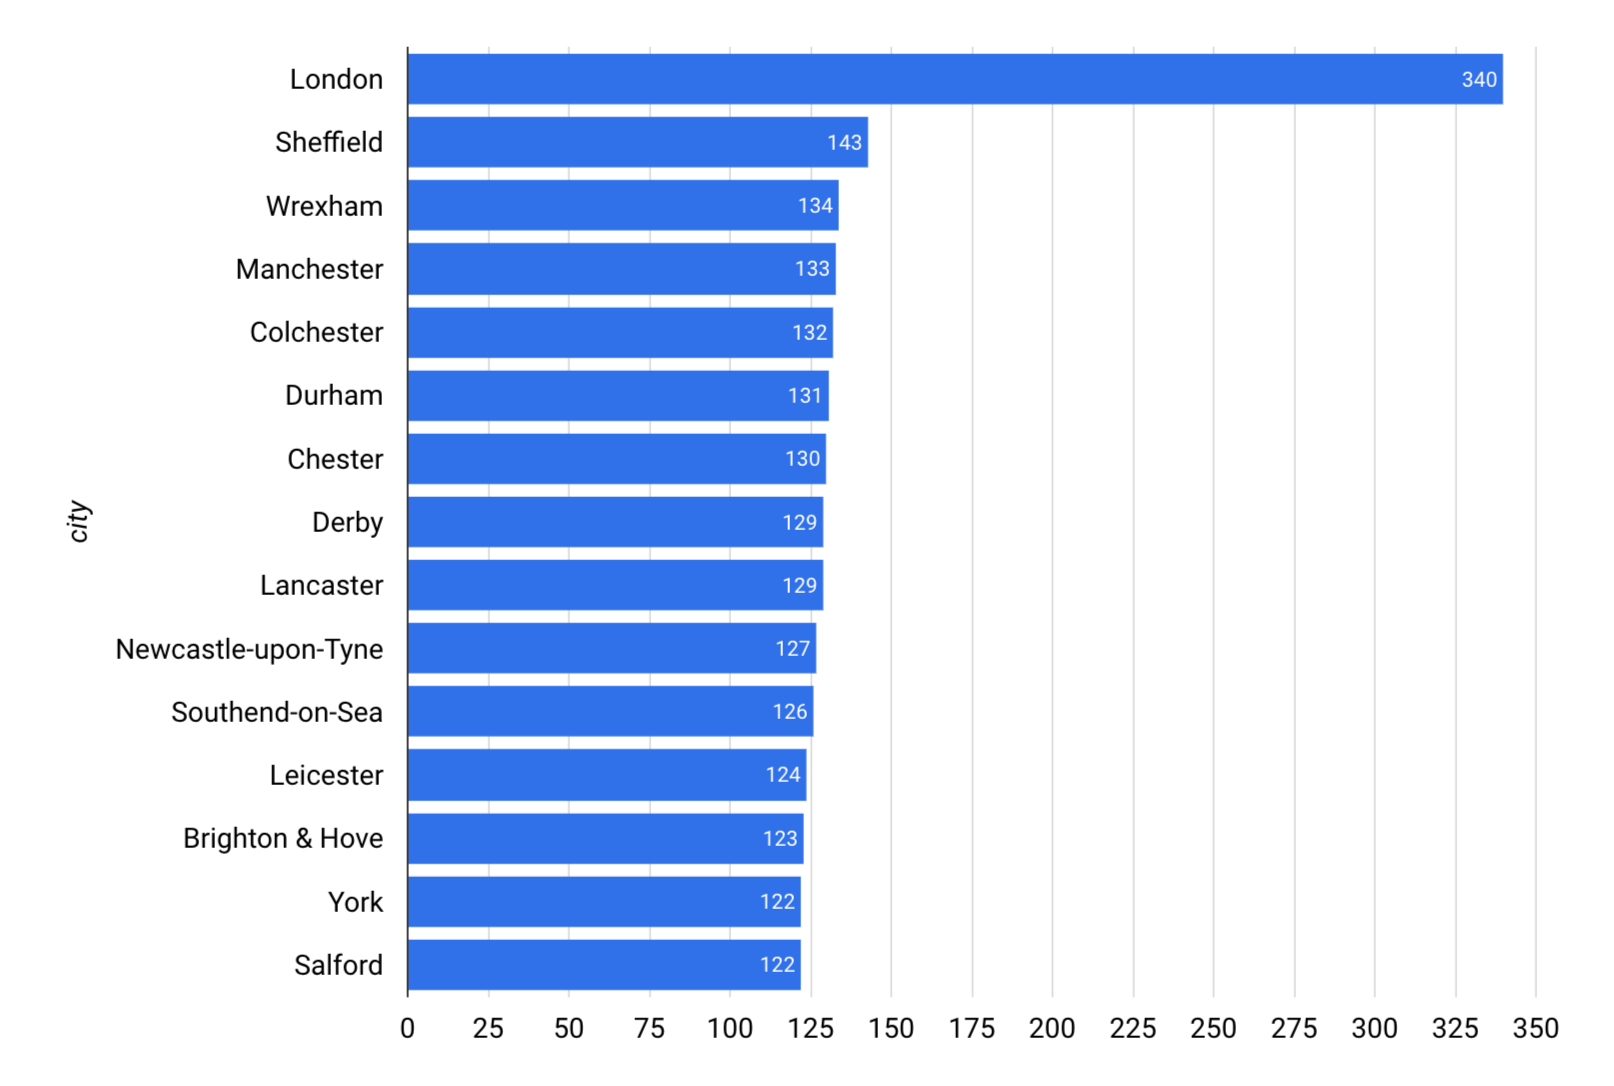 London 340
Sheffield 143
Wrexham 134
Manchester 133
Colchester 132
Durham 131
Chester 130
city
Derby 129
Lancaster 129
Newcastle-upon-Tyne 127
Southend-on-Sea 126
Leicester 124
Brighton & Hove 123
York 122
Salford 122
0 25 50 75 100 125 150 175 200 225 250 275 300 325 350